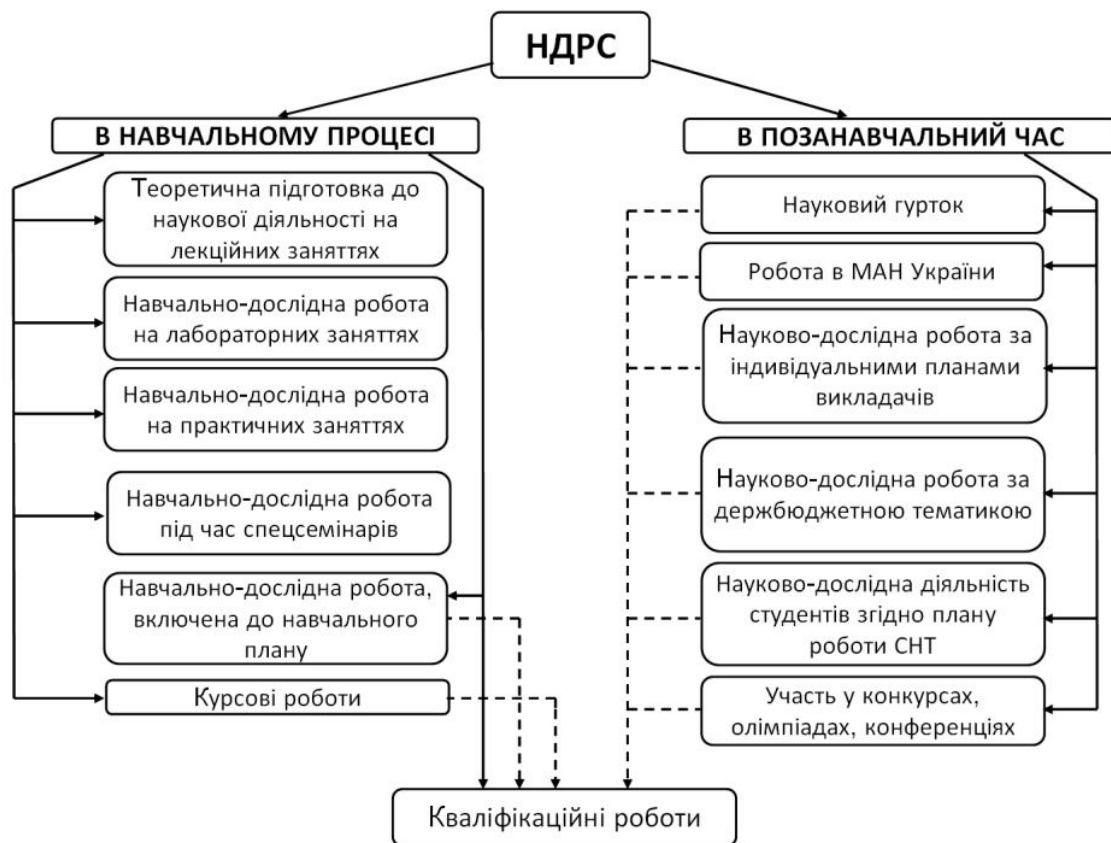 НДРС
В НАВЧАЛЬНОМУ ПРОЦЕСІ
Теоретична підготовка до
наукової діяльності на
лекційних заняттях
Навчально-дослідна робота
на лабораторних заняттях
Навчально-дослідна робота
на практичних заняттях
Навчально-дослідна робота
під час спецсемінарів
Навчально-дослідна робота,
включена до навчального
плану
Курсові роботи
В ПОЗАНАВЧАЛЬНИЙ ЧАС
Науковий гурток
Робота в МАН України
Науково-дослідна робота за
індивідуальними планами
викладачів
Науково-дослідна робота за
держбюджетною тематикою
Науково-дослідна діяльність
студентів згідно плану
роботи СНТ
Участь у конкурсах,
олімпіадах, конференціях
Кваліфікаційні роботи